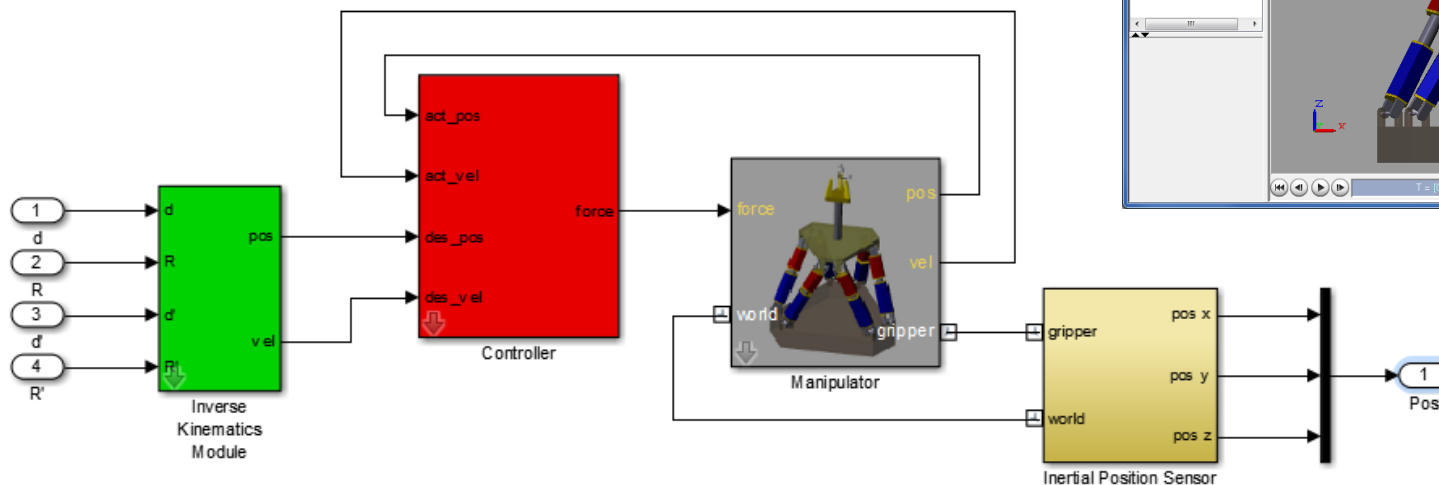 1
d
2
R
3
d'
4
R'
d
R
d'
R'
pos
vel
Inverse
Kinematics
Module
act_pos
act_vel
des_pos
des_vel
force
Controller
force
world
pos
vel
gripper
Manipulator
gripper
world
pos x
pos y
pos z
Inertial Position Sensor
1
Pos
z
x